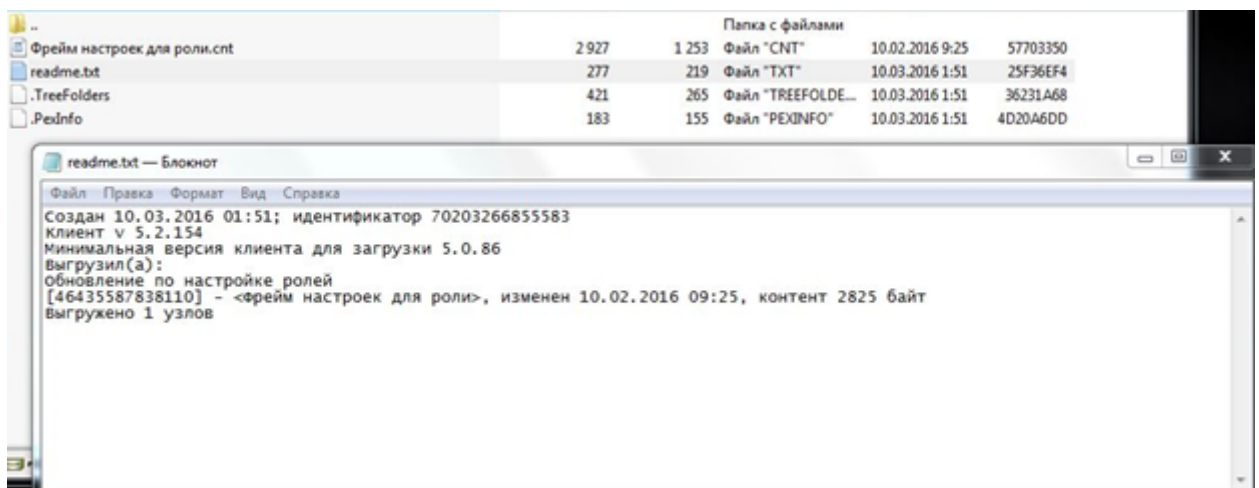 ..
Папка с файлами
Фрейм настроек для роли.cnt 2 927 1 253 Файл "CNT" 10.02.2016 9:25 57703350
readme.txt 277 219 Файл "TXT" 10.03.2016 1:51 25F36EF4
.TreeFolders 421 265 Файл "TREEFOLDE... 10.03.2016 1:51 36231A68
.PexInfo 183 155 Файл "PEXINFO" 10.03.2016 1:51 4D20A6DD
readme.txt — Блокнот
Файл Правка Формат Вид Справка
Создан 10.03.2016 01:51; идентификатор 70203266855583
Клиент v 5.2.154
Минимальная версия клиента для загрузки 5.0.86
Выгрузил(а):
Обновление по настройке ролей
[46435587838110] - <Фрейм настроек для роли>, изменен 10.02.2016 09:25, контент 2825 байт
Выгружено 1 узлов